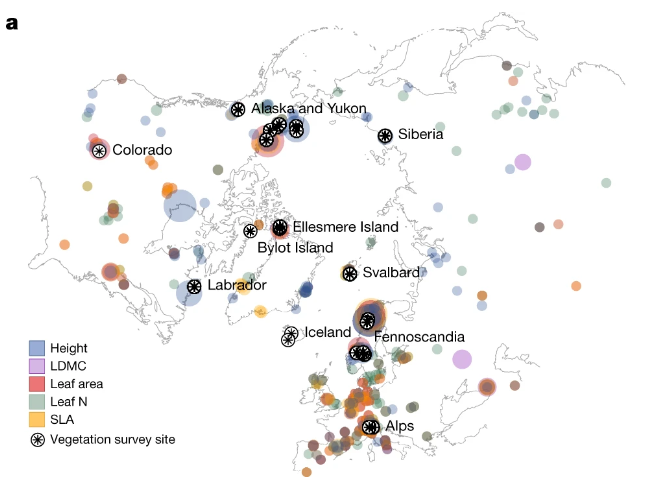 a
Alaska and Yukon
Siberia
Colorado
Ellesmere Island
Bylot Island
Svalbard
Labrador
Iceland
Fennoscandia
Height
LDMC
Leaf area
Leaf N
SLA
Vegetation survey site
Alps